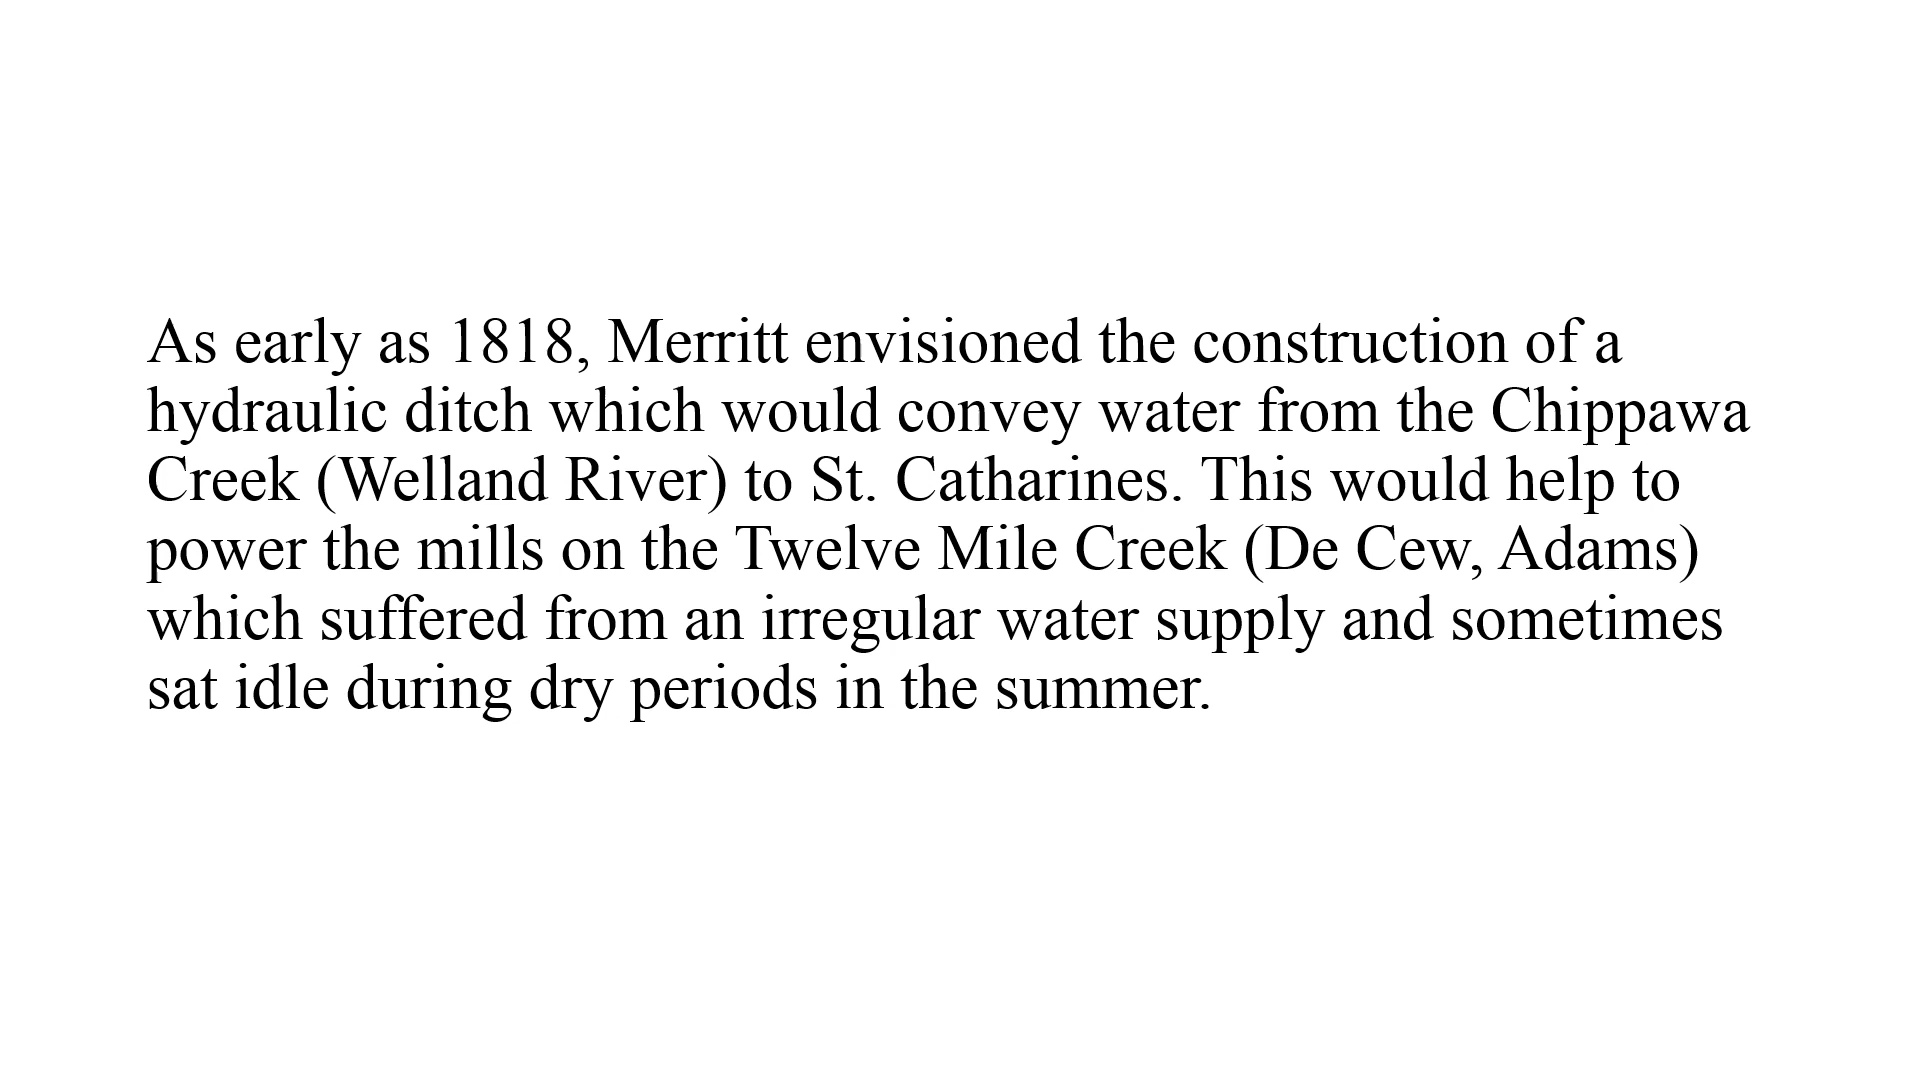 As early as 1818, Merritt envisioned the construction of a
hydraulic ditch which would convey water from the Chippawa
Creek (Welland River) to St. Catharines. This would help to
power the mills on the Twelve Mile Creek (De Cew, Adams)
which suffered from an irregular water supply and sometimes
sat idle during dry periods in the summer.